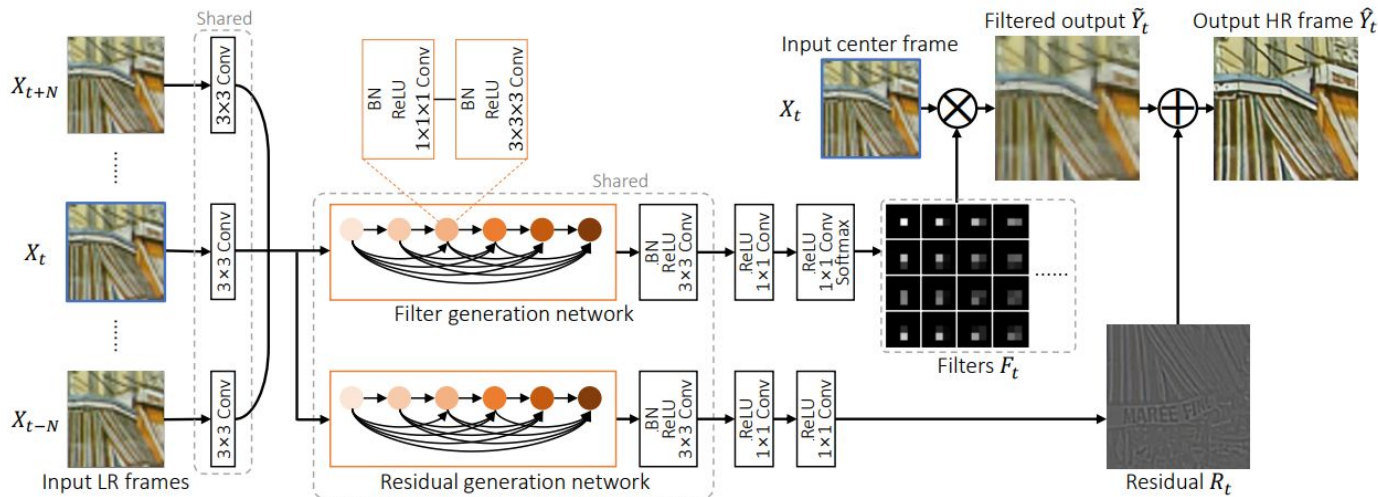 Shared
X_{t+N}
3×3 Conv
X_t
3×3 Conv
X_{t−N}
3×3 Conv
Input LR frames
BN
ReLU
1×1×1 Conv
BN
ReLU
3×3×3 Conv
Shared
Filter generation network
BN
ReLU
3×3 Conv
ReLU
1×1 Conv
ReLU
1×1 Conv
Softmax
Residual generation network
BN
ReLU
3×3 Conv
ReLU
1×1 Conv
ReLU
1×1 Conv
Input center frame
X_t
Filtered output Ỹ_t
Output HR frame Ŷ_t
Filters F_t
MAREE
Residual R_t